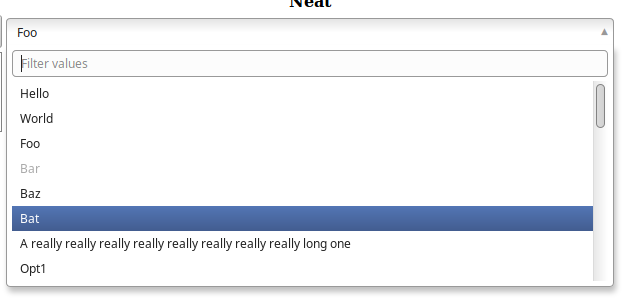 Neat
Foo
Filter values
Hello
World
Foo
Bar
Baz
Bat
A really really really really really really really really long one
Opt1